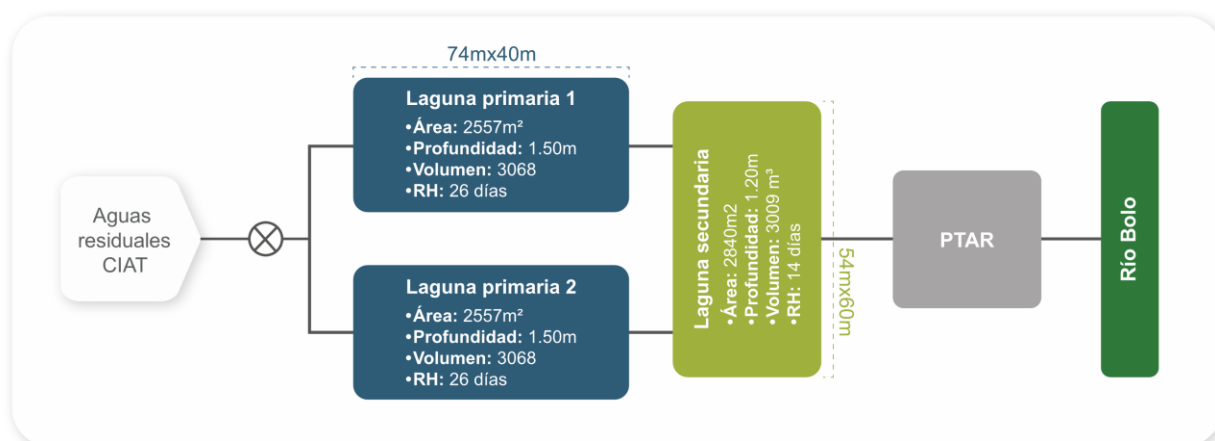 74mx40m
Aguas
residuales
CIAT
Laguna primaria 1
•Área: 2557m²
•Profundidad: 1.50m
•Volumen: 3068
•RH: 26 días
Laguna primaria 2
•Área: 2557m²
•Profundidad: 1.50m
•Volumen: 3068
•RH: 26 días
Laguna secundaria
•Área: 2840m2
•Profundidad: 1.20m
•Volumen: 3009 m³
•RH: 14 días
54mx60m
PTAR
Río Bolo